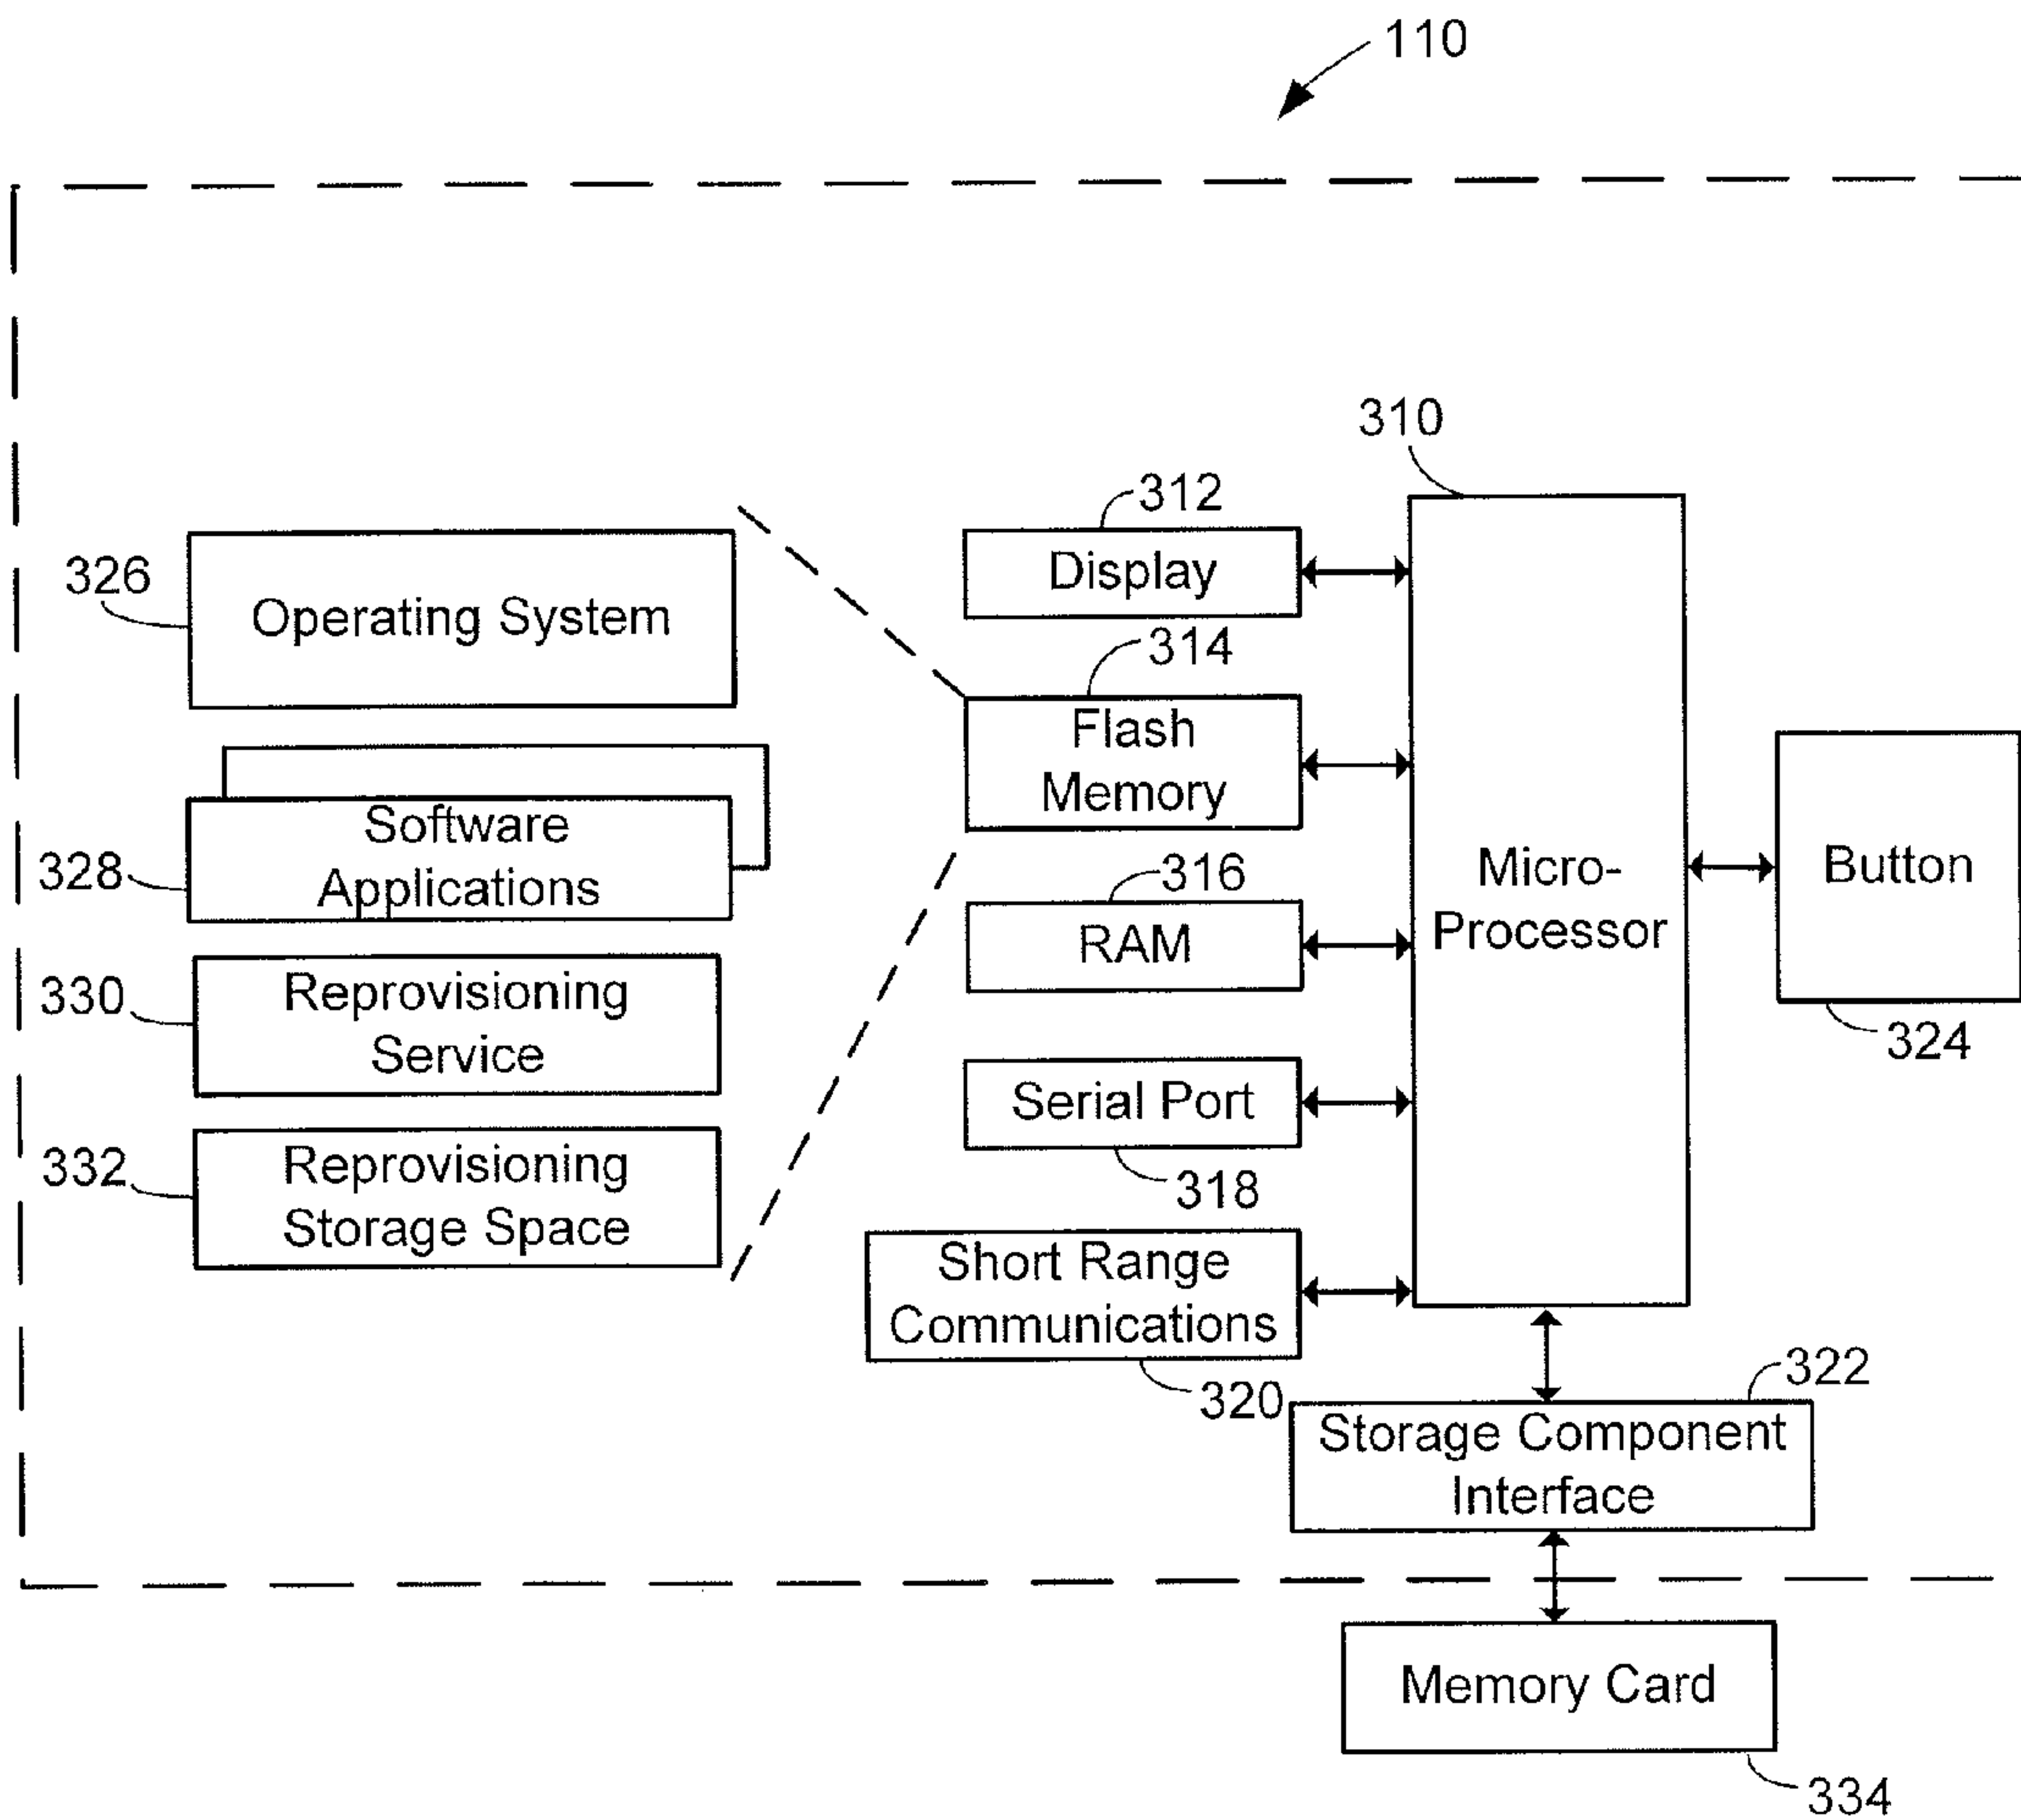 110
310
312
Display
314
Flash
Memory
316
RAM
Serial Port
318
Short Range
Communications
320
Micro-
Processor
Button
324
322
Storage Component
Interface
Memory Card
334
326
Operating System
328
Software
Applications
330
Reprovisioning
Service
332
Reprovisioning
Storage Space